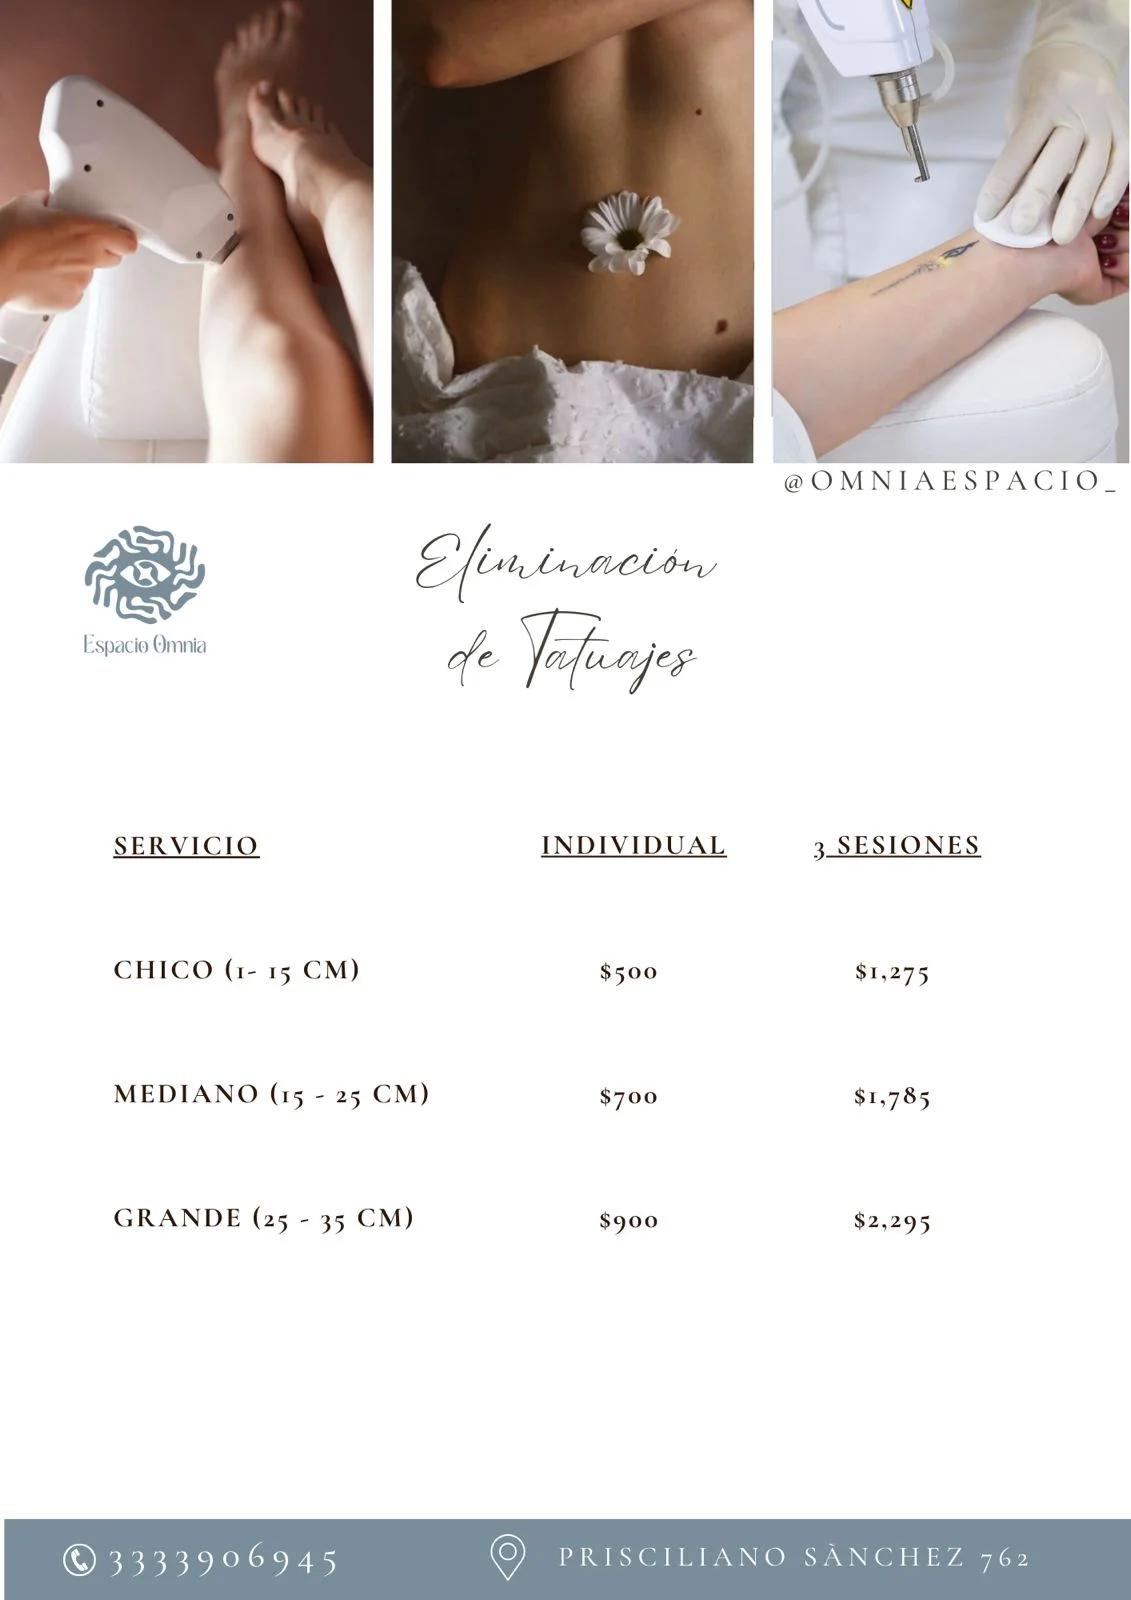 @OMNIAESPACIO_
Eliminación
de Tatuajes
Espacio Omnia
SERVICIO INDIVIDUAL 3 SESIONES
CHICO (1- 15 CM) $500 $1,275
MEDIANO (15 - 25 CM) $700 $1,785
GRANDE (25 - 35 CM) $900 $2,295
3333906945 PRISCILIANO SÀNCHEZ 762